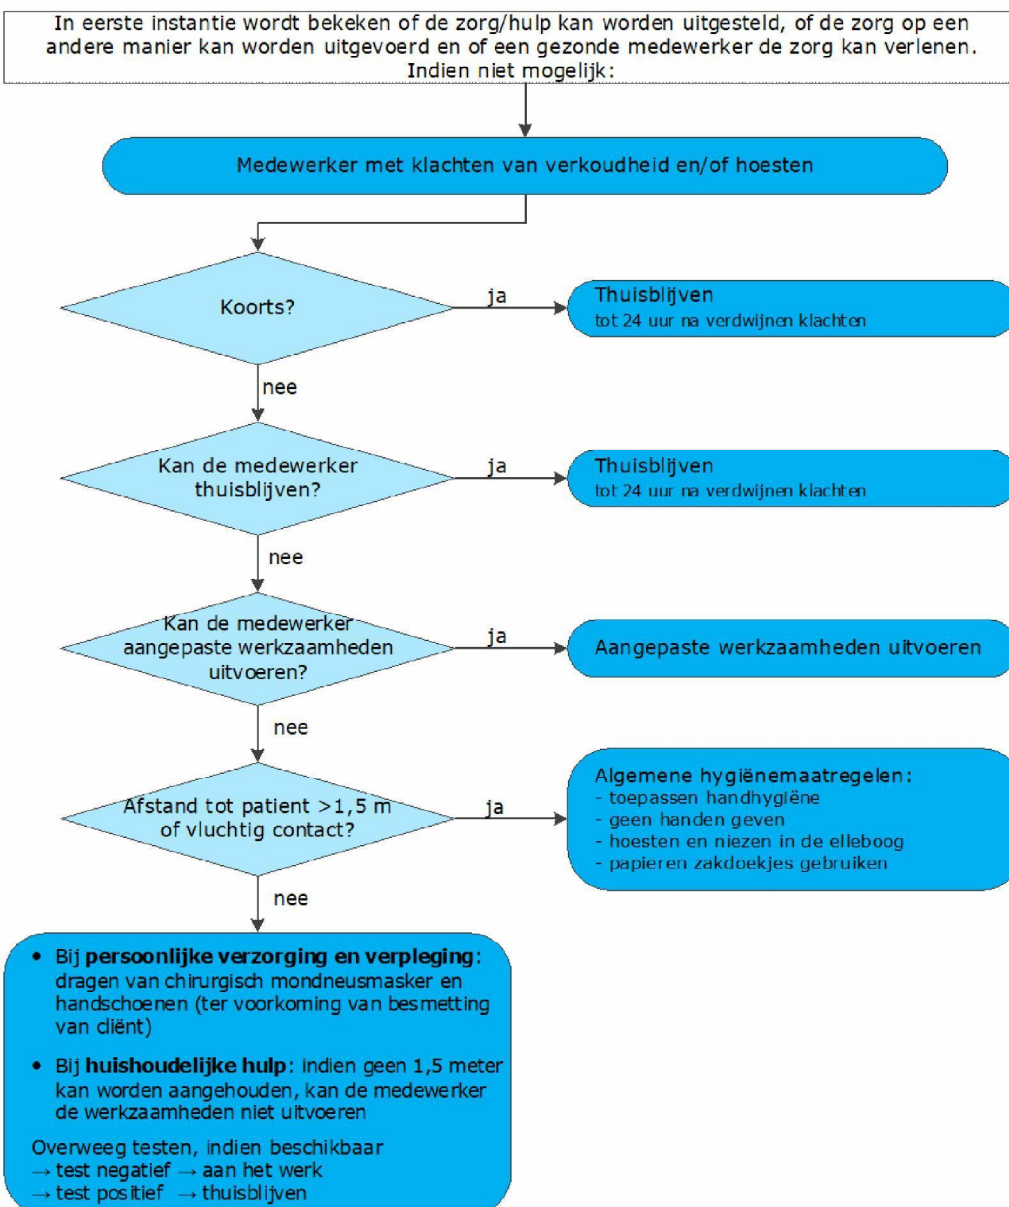 In eerste instantie wordt bekeken of de zorg/hulp kan worden uitgesteld, of de zorg op een
andere manier kan worden uitgevoerd en of een gezonde medewerker de zorg kan verlenen.
Indien niet mogelijk:
Medewerker met klachten van verkoudheid en/of hoesten
Koorts?
ja
Thuisblijven
tot 24 uur na verdwijnen klachten
nee
Kan de medewerker
thuisblijven?
ja
Thuisblijven
tot 24 uur na verdwijnen klachten
nee
Kan de medewerker
aangepaste werkzaamheden
uitvoeren?
ja
Aangepaste werkzaamheden uitvoeren
nee
Afstand tot patient >1,5 m
of vluchtig contact?
ja
Algemene hygiënemaatregelen:
- toepassen handhygiëne
- geen handen geven
- hoesten en niezen in de elleboog
- papieren zakdoekjes gebruiken
nee
• Bij persoonlijke verzorging en verpleging:
dragen van chirurgisch mondneusmasker en
handschoenen (ter voorkoming van besmetting
van cliënt)
• Bij huishoudelijke hulp: indien geen 1,5 meter
kan worden aangehouden, kan de medewerker
de werkzaamheden niet uitvoeren
Overweeg testen, indien beschikbaar
→ test negatief → aan het werk
→ test positief → thuisblijven